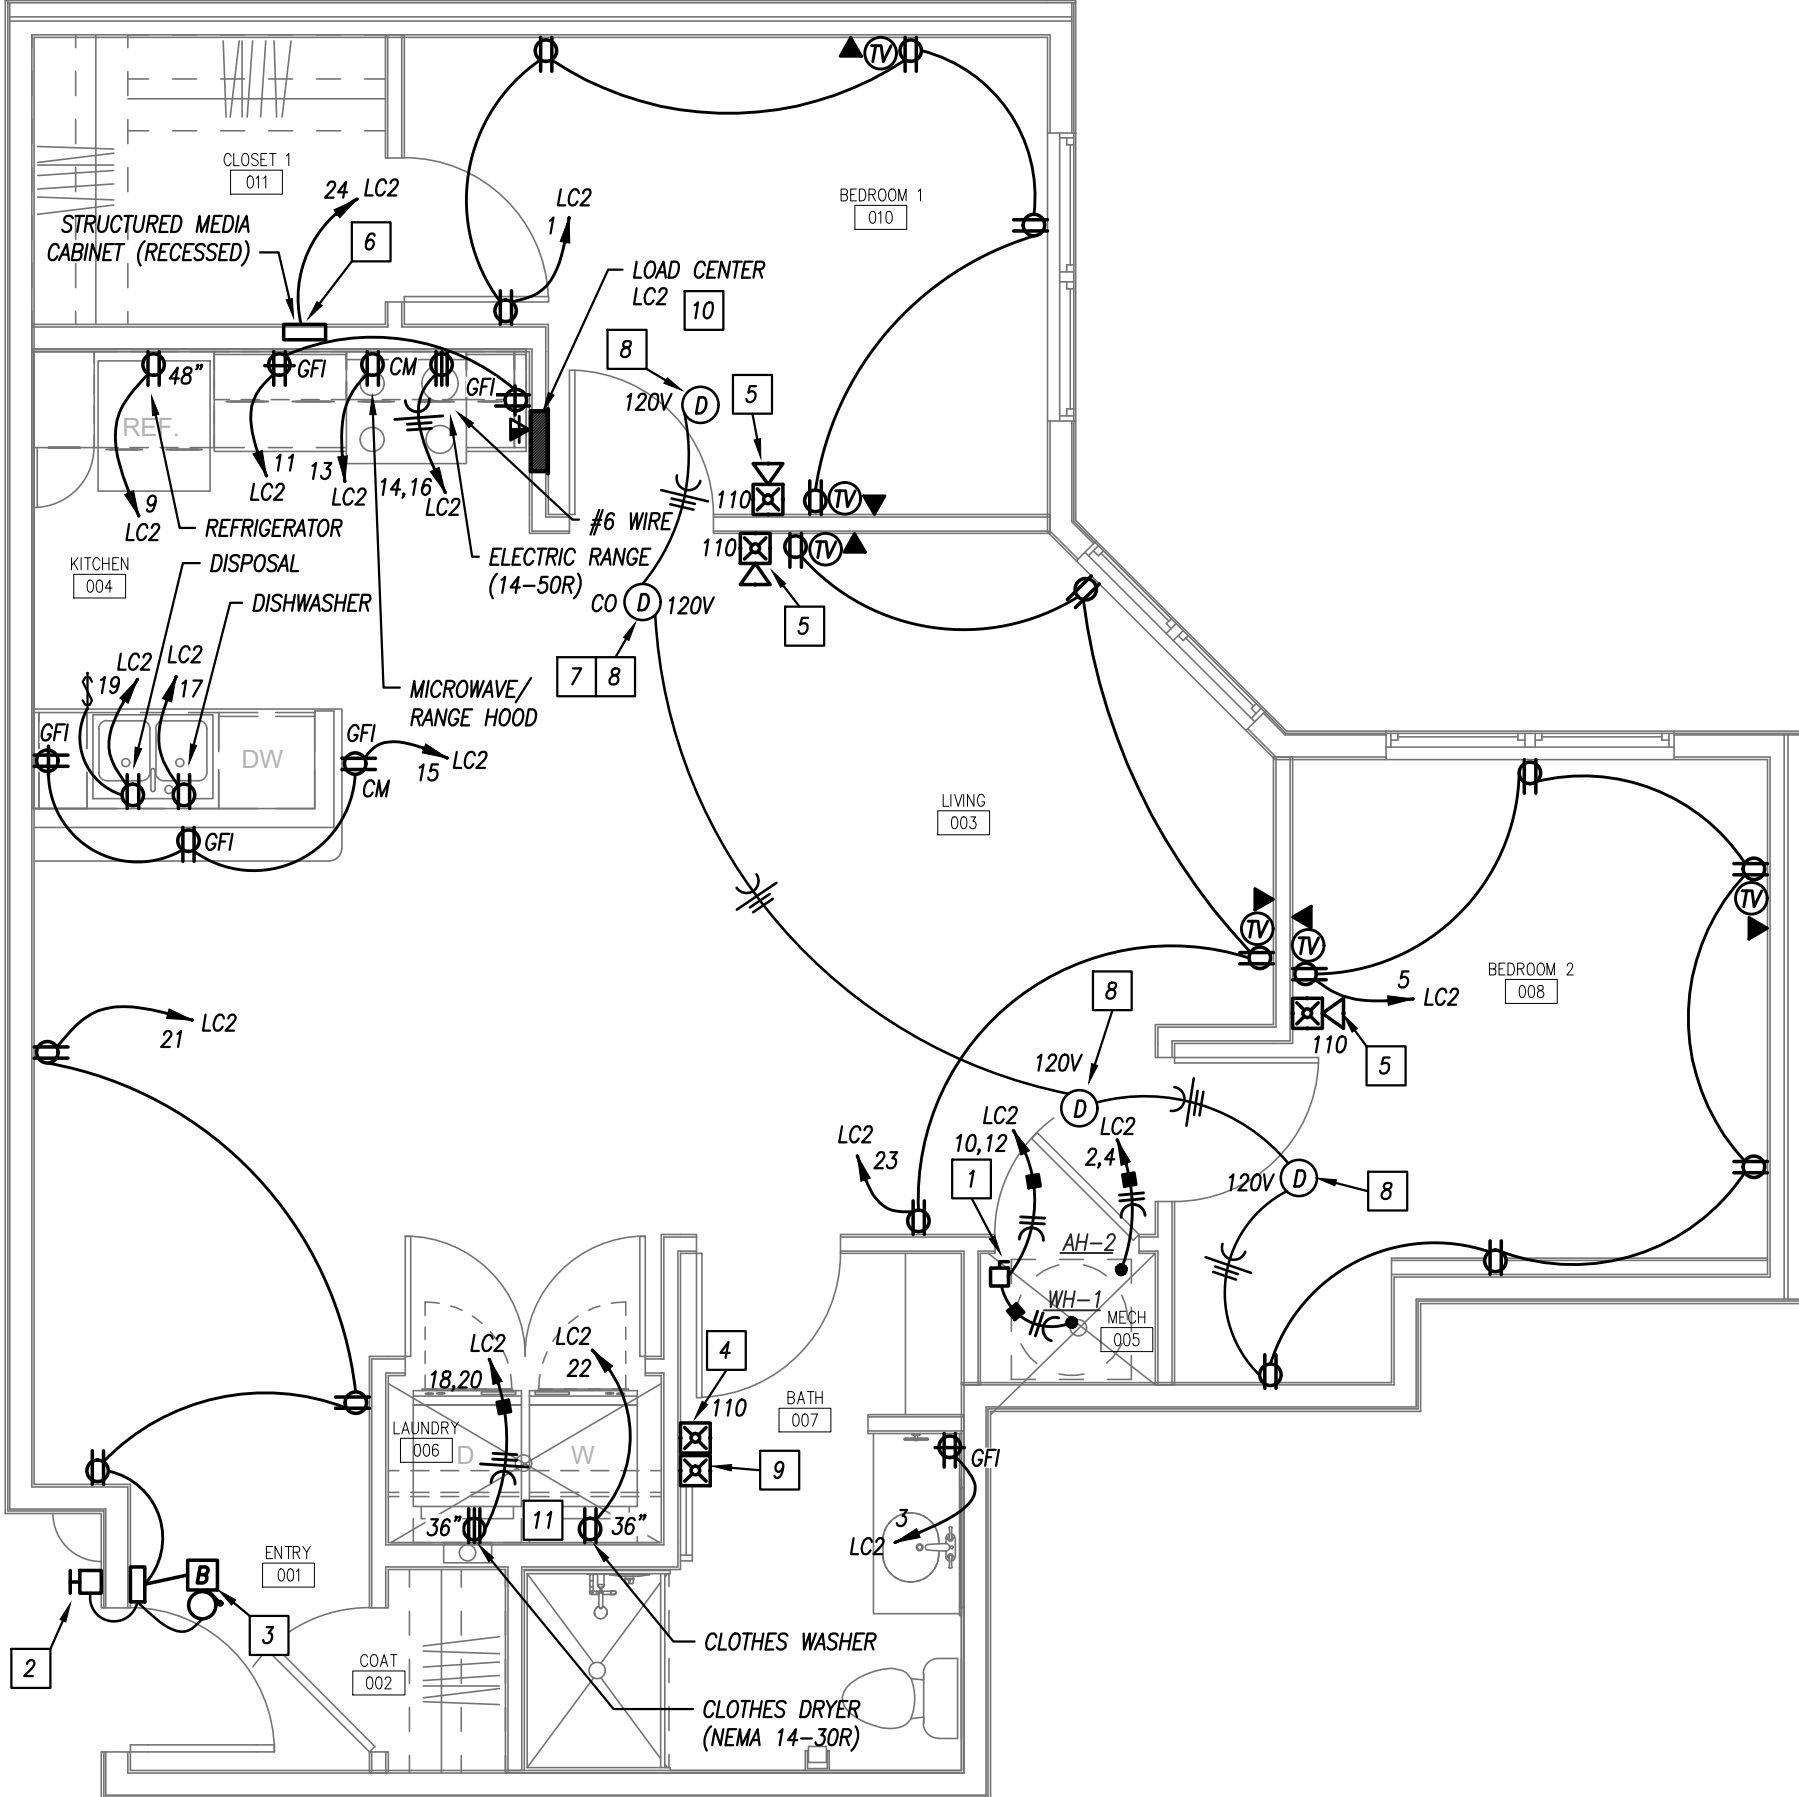 TV
CLOSET 1
011
24 LC2
STRUCTURED MEDIA
CABINET (RECESSED)
6
LC2
1
BEDROOM 1
010
LOAD CENTER
LC2
10
8
120V
D
5
48"
GFI
CM
GFI
REF.
11
LC2
13
LC2
14,16
LC2
9
LC2
REFRIGERATOR
#6 WIRE
ELECTRIC RANGE
(14-50R)
110
TV
110
TV
5
KITCHEN
004
DISPOSAL
DISHWASHER
CO
D
120V
7
8
LC2
19
LC2
17
$
MICROWAVE/
RANGE HOOD
GFI
DW
GFI
15
LC2
CM
GFI
LIVING
003
TV
TV
TV
BEDROOM 2
008
5
LC2
110
5
LC2
21
8
120V
D
LC2
10,12
LC2
2,4
LC2
23
1
120V
D
8
AH-2
WH-1
MECH
005
LC2
18,20
LC2
22
4
110
BATH
007
LAUNDRY
006
D
W
9
GFI
36"
11
36"
3
LC2
ENTRY
001
B
3
2
COAT
002
CLOTHES WASHER
CLOTHES DRYER
(NEMA 14-30R)